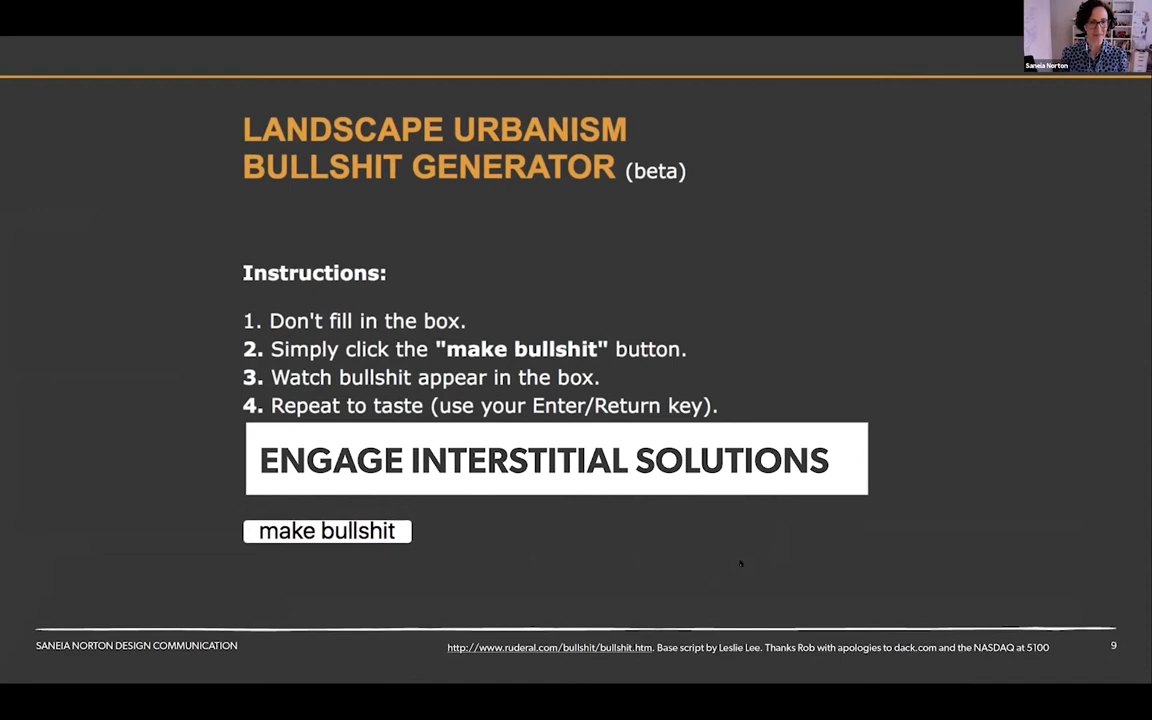 Saneia Norton
LANDSCAPE URBANISM
BULLSHIT GENERATOR (beta)
Instructions:
1. Don't fill in the box.
2. Simply click the "make bullshit" button.
3. Watch bullshit appear in the box.
4. Repeat to taste (use your Enter/Return key).
ENGAGE INTERSTITIAL SOLUTIONS
make bullshit
SANEIA NORTON DESIGN COMMUNICATION
http://www.ruderal.com/bullshit/bullshit.htm. Base script by Leslie Lee. Thanks Rob with apologies to dack.com and the NASDAQ at 5100
9